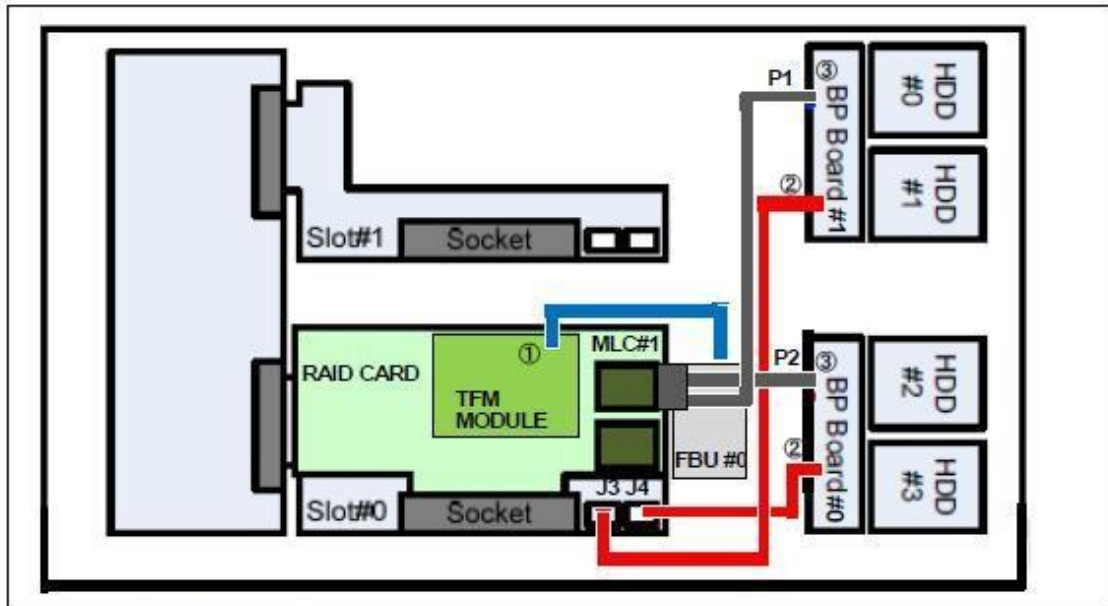 P1
③
BP Board #1
②
HDD
#0
HDD
#1
Slot#1
Socket
RAID CARD
①
TFM
MODULE
MLC#1
FBU #0
P2
③
BP Board #0
②
HDD
#2
HDD
#3
J3 J4
Slot#0
Socket